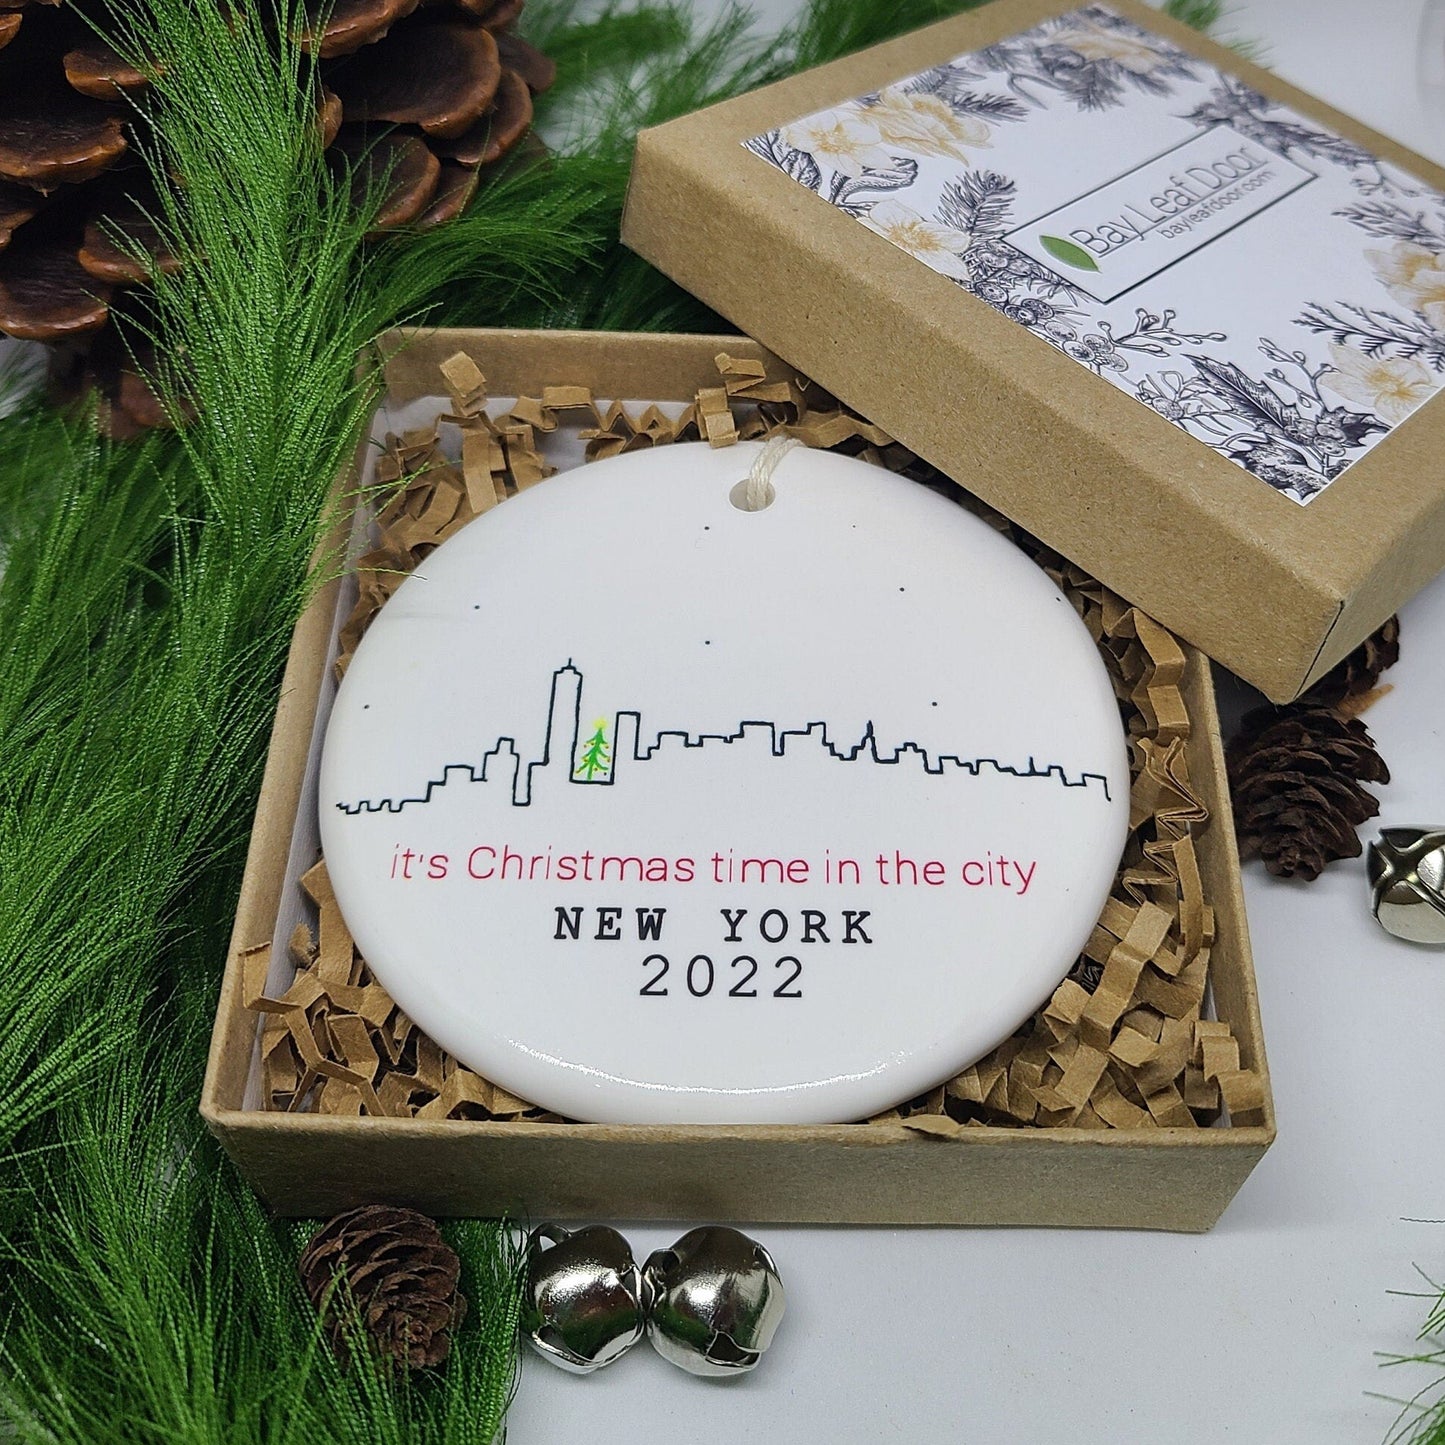 Bay Leaf Door
bayleafdoor.com
it's Christmas time in the city
NEW YORK
2022